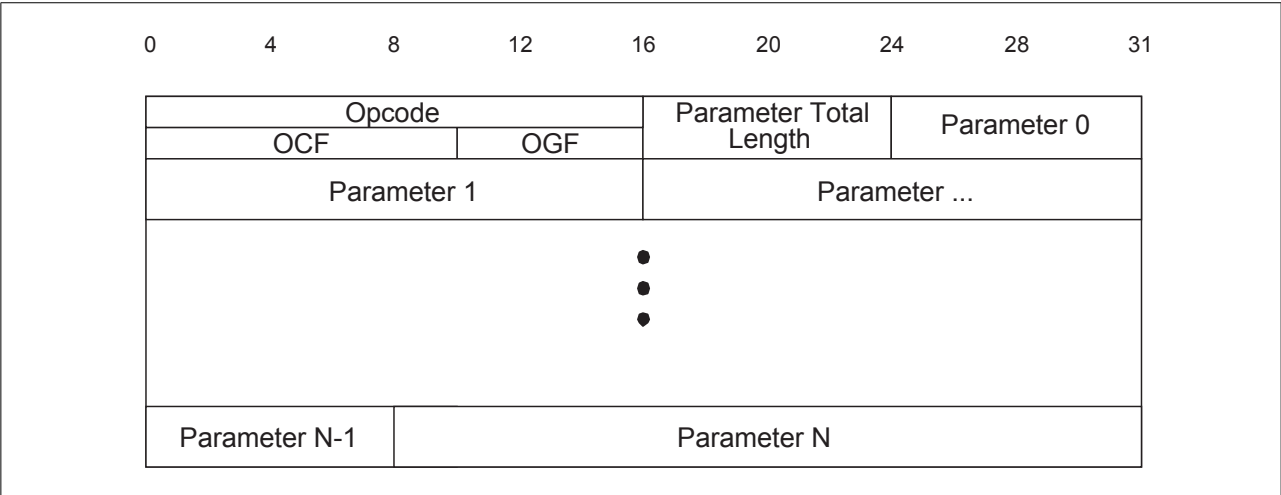 0 4 8 12 16 20 24 28 31
Opcode
OCF OGF
Parameter Total
Length
Parameter 0
Parameter 1 Parameter ...
Parameter N-1 Parameter N